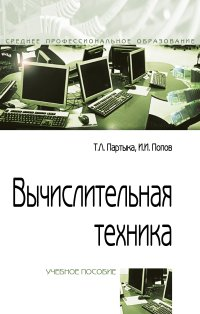 СРЕДНЕЕ ПРОФЕССИОНАЛЬНОЕ ОБРАЗОВАНИЕ
Т.Л. Партыка, И.И. Попов
Вычислительная
техника
УЧЕБНОЕ ПОСОБИЕ